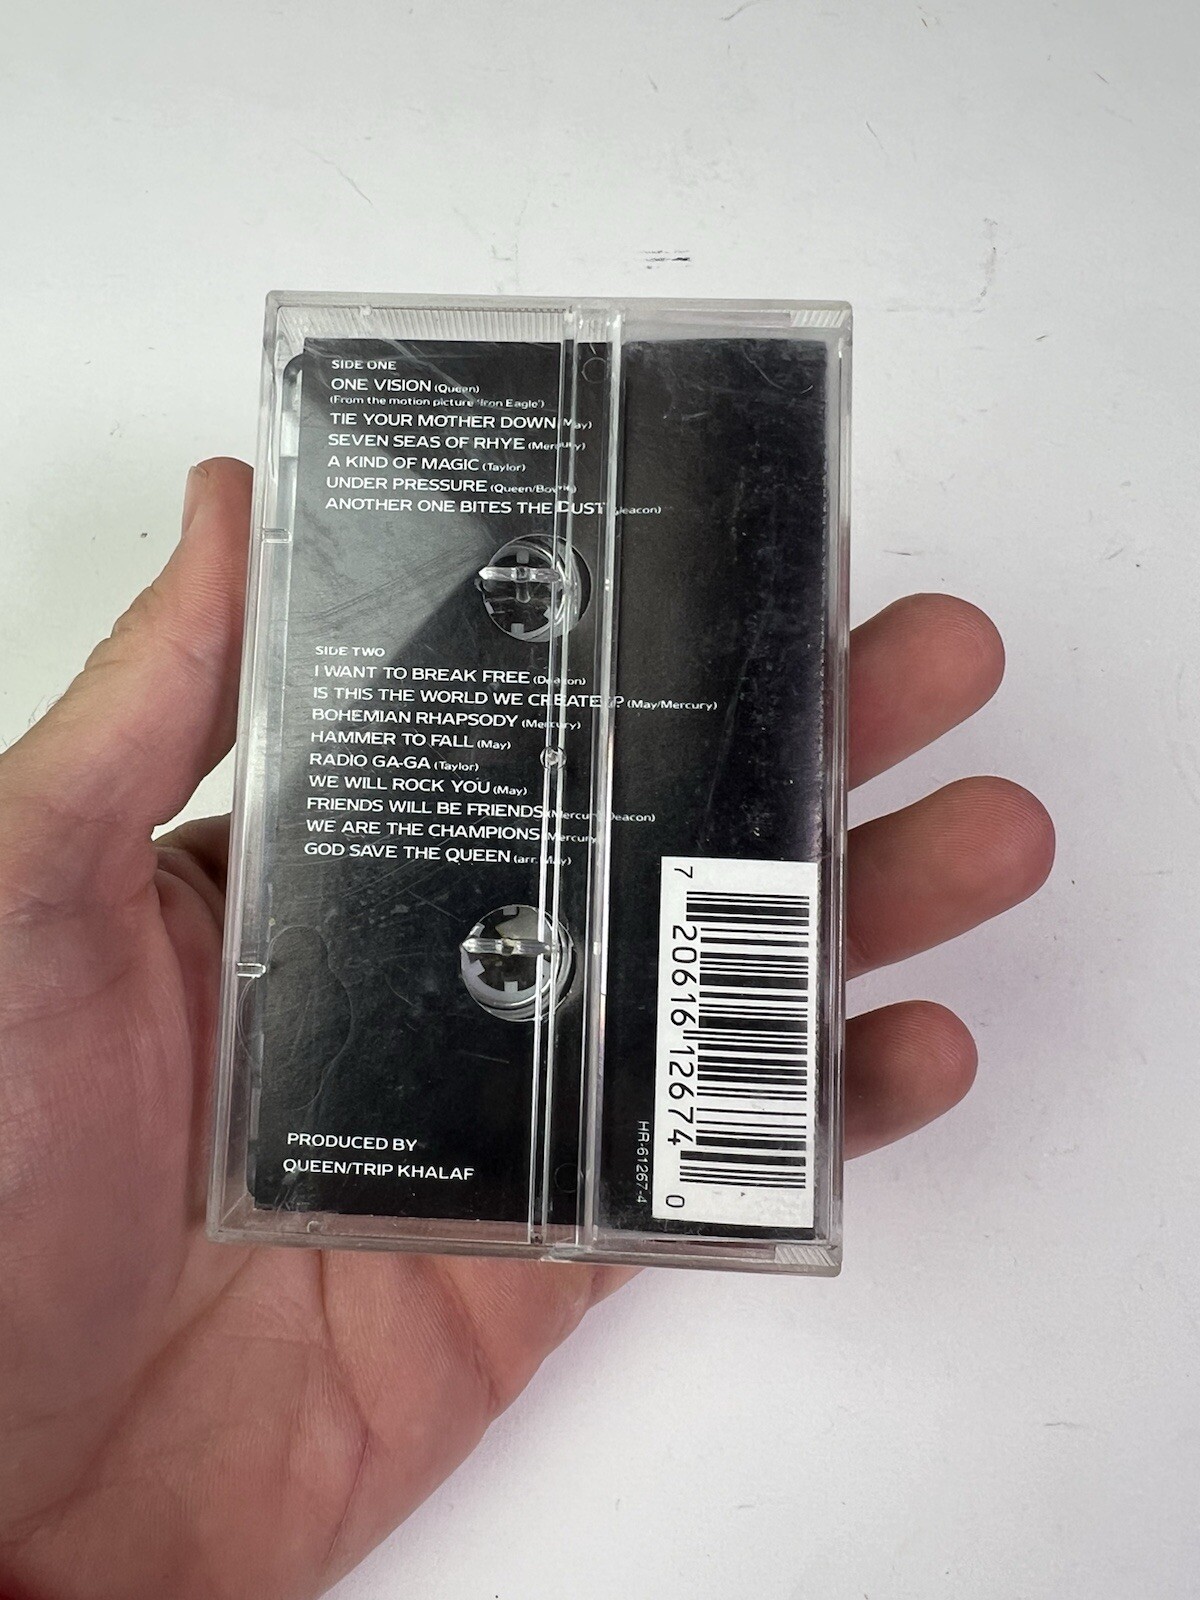 SIDE ONE
ONE VISION (Queen)
(From the motion picture 'Iron Eagle')
TIE YOUR MOTHER DOWN (May)
SEVEN SEAS OF RHYE (Mercury)
A KIND OF MAGIC (Taylor)
UNDER PRESSURE (Queen/Bowie)
ANOTHER ONE BITES THE DUST (Deacon)
SIDE TWO
I WANT TO BREAK FREE (Deacon)
IS THIS THE WORLD WE CREATED? (May/Mercury)
BOHEMIAN RHAPSODY (Mercury)
HAMMER TO FALL (May)
RADIO GA-GA (Taylor)
WE WILL ROCK YOU (May)
FRIENDS WILL BE FRIENDS (Mercury/Deacon)
WE ARE THE CHAMPIONS (Mercury)
GOD SAVE THE QUEEN (arr. May)
PRODUCED BY
QUEEN/TRIP KHALAF
HR-61267-4
7 20616 12674 0